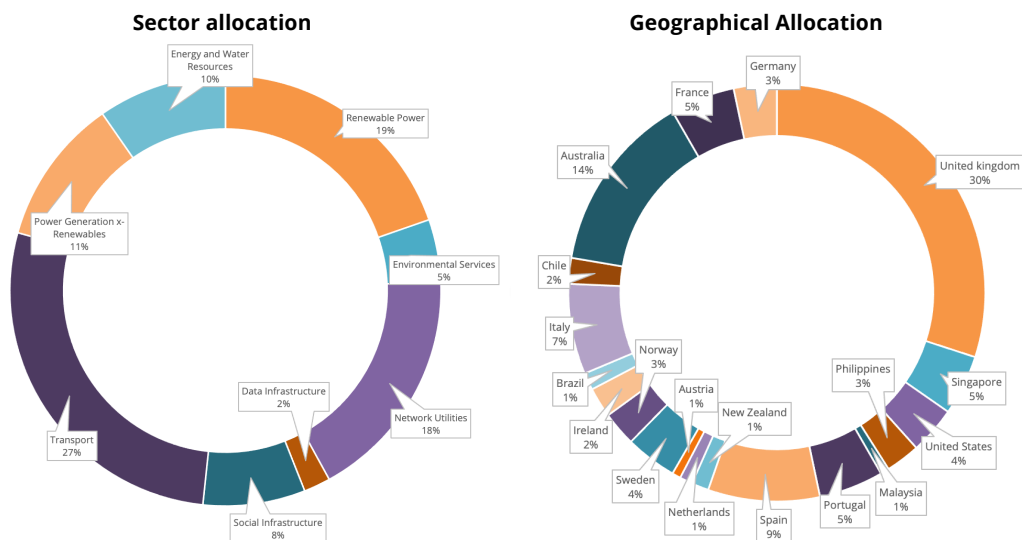 Sector allocation
Energy and Water
Resources
10%
Renewable Power
19%
Environmental Services
5%
Network Utilities
18%
Data Infrastructure
2%
Social Infrastructure
8%
Transport
27%
Power Generation x-
Renewables
11%
Geographical Allocation
Germany
3%
France
5%
United kingdom
30%
Australia
14%
Chile
2%
Italy
7%
Norway
3%
Brazil
1%
Ireland
2%
Sweden
4%
Austria
1%
Netherlands
1%
New Zealand
1%
Spain
9%
Portugal
5%
Malaysia
1%
Philippines
3%
United States
4%
Singapore
5%